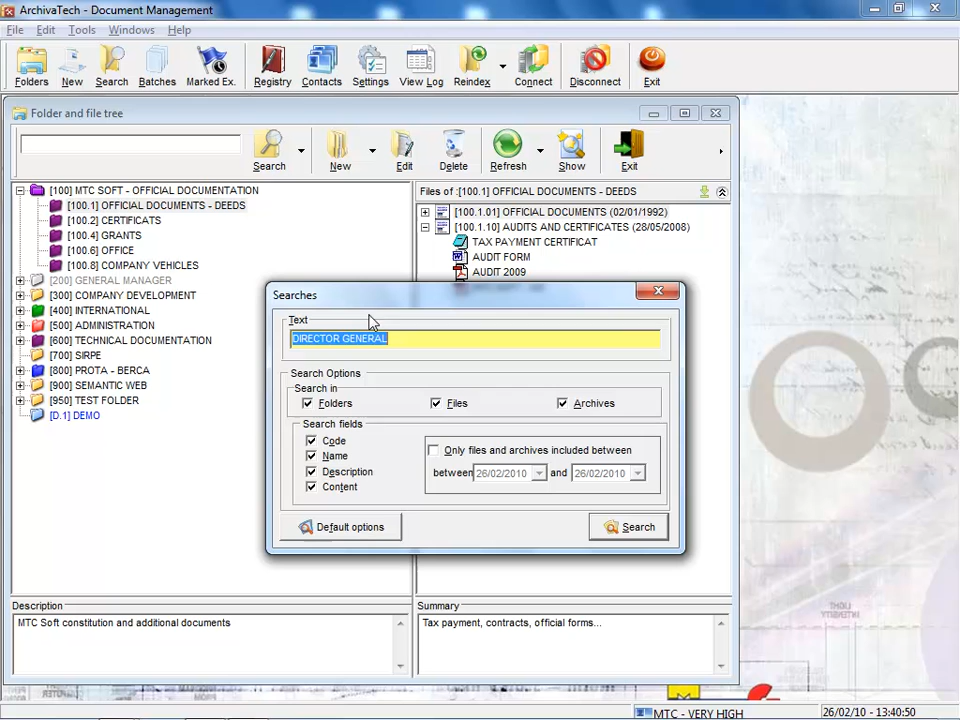 ArchivaTech - Document Management
File Edit Tools Windows Help
Folders New Search Batches Marked Ex. Registry Contacts Settings View Log Reindex Connect Disconnect Exit
Folder and file tree
Search New Edit Delete Refresh Show Exit
[100] MTC SOFT - OFFICIAL DOCUMENTATION
[100.1] OFFICIAL DOCUMENTS - DEEDS
[100.2] CERTIFICATS
[100.4] GRANTS
[100.6] OFFICE
[100.8] COMPANY VEHICLES
[200] GENERAL MANAGER
[300] COMPANY DEVELOPMENT
[400] INTERNATIONAL
[500] ADMINISTRATION
[600] TECHNICAL DOCUMENTATION
[700] SIRPE
[800] PROTA - BERCA
[900] SEMANTIC WEB
[950] TEST FOLDER
[D.1] DEMO
Files of :[100.1] OFFICIAL DOCUMENTS - DEEDS
[100.1.01] OFFICIAL DOCUMENTS (02/01/1992)
[100.1.10] AUDITS AND CERTIFICATES (28/05/2008)
TAX PAYMENT CERTIFICAT
AUDIT FORM
AUDIT 2009
Searches
Text
DIRECTOR GENERAL
Search Options
Search in
Folders Files Archives
Search fields
Code
Name
Description
Content
Only files and archives included between
between 26/02/2010 and 26/02/2010
Default options Search
Description
MTC Soft constitution and additional documents
Summary
Tax payment, contracts, official forms...
MTC - VERY HIGH 26/02/10 - 13:40:50